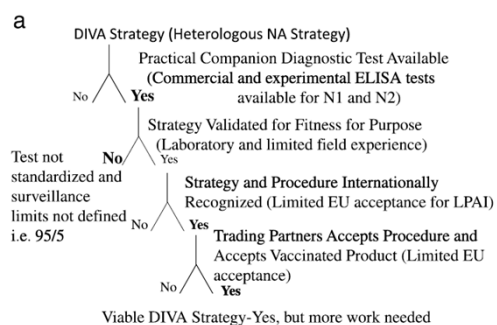 a
DIVA Strategy (Heterologous NA Strategy)
Practical Companion Diagnostic Test Available
(Commercial and experimental ELISA tests
available for N1 and N2)
No
Yes
Strategy Validated for Fitness for Purpose
(Laboratory and limited field experience)
Test not
standardized and
surveillance
limits not defined
i.e. 95/5
No
Yes
Strategy and Procedure Internationally
Recognized (Limited EU acceptance for LPAI)
No
Yes
Trading Partners Accepts Procedure and
Accepts Vaccinated Product (Limited EU
acceptance)
No
Yes
Viable DIVA Strategy-Yes, but more work needed